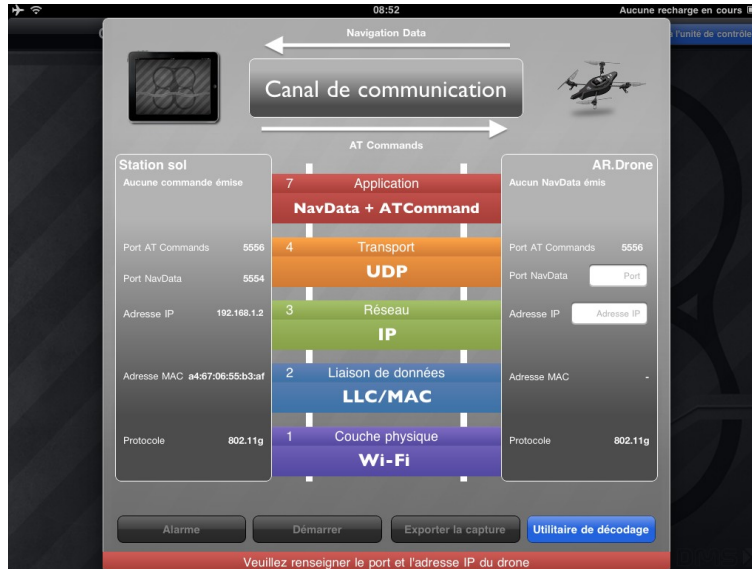 08:52
Aucune recharge en cours
l'unité de contrôle
Navigation Data
Canal de communication
AT Commands
Station sol
Aucune commande émise
Port AT Commands 5556
Port NavData 5554
Adresse IP 192.168.1.2
Adresse MAC a4:67:06:55:b3:af
Protocole 802.11g
7 Application
NavData + ATCommand
4 Transport
UDP
3 Réseau
IP
2 Liaison de données
LLC/MAC
1 Couche physique
Wi-Fi
AR.Drone
Aucun NavData émis
Port AT Commands 5556
Port NavData Port
Adresse IP Adresse IP
Adresse MAC -
Protocole 802.11g
Alarme
Démarrer
Exporter la capture
Utilitaire de décodage
Veuillez renseigner le port et l'adresse IP du drone